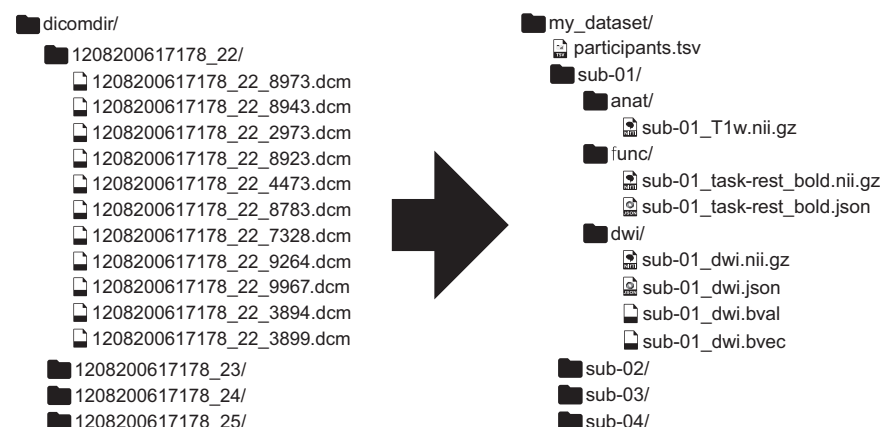 dicomdir/
1208200617178_22/
1208200617178_22_8973.dcm
1208200617178_22_8943.dcm
1208200617178_22_2973.dcm
1208200617178_22_8923.dcm
1208200617178_22_4473.dcm
1208200617178_22_8783.dcm
1208200617178_22_7328.dcm
1208200617178_22_9264.dcm
1208200617178_22_9967.dcm
1208200617178_22_3894.dcm
1208200617178_22_3899.dcm
1208200617178_23/
1208200617178_24/
1208200617178_25/
my_dataset/
participants.tsv
sub-01/
anat/
sub-01_T1w.nii.gz
func/
sub-01_task-rest_bold.nii.gz
sub-01_task-rest_bold.json
dwi/
sub-01_dwi.nii.gz
sub-01_dwi.json
sub-01_dwi.bval
sub-01_dwi.bvec
sub-02/
sub-03/
sub-04/